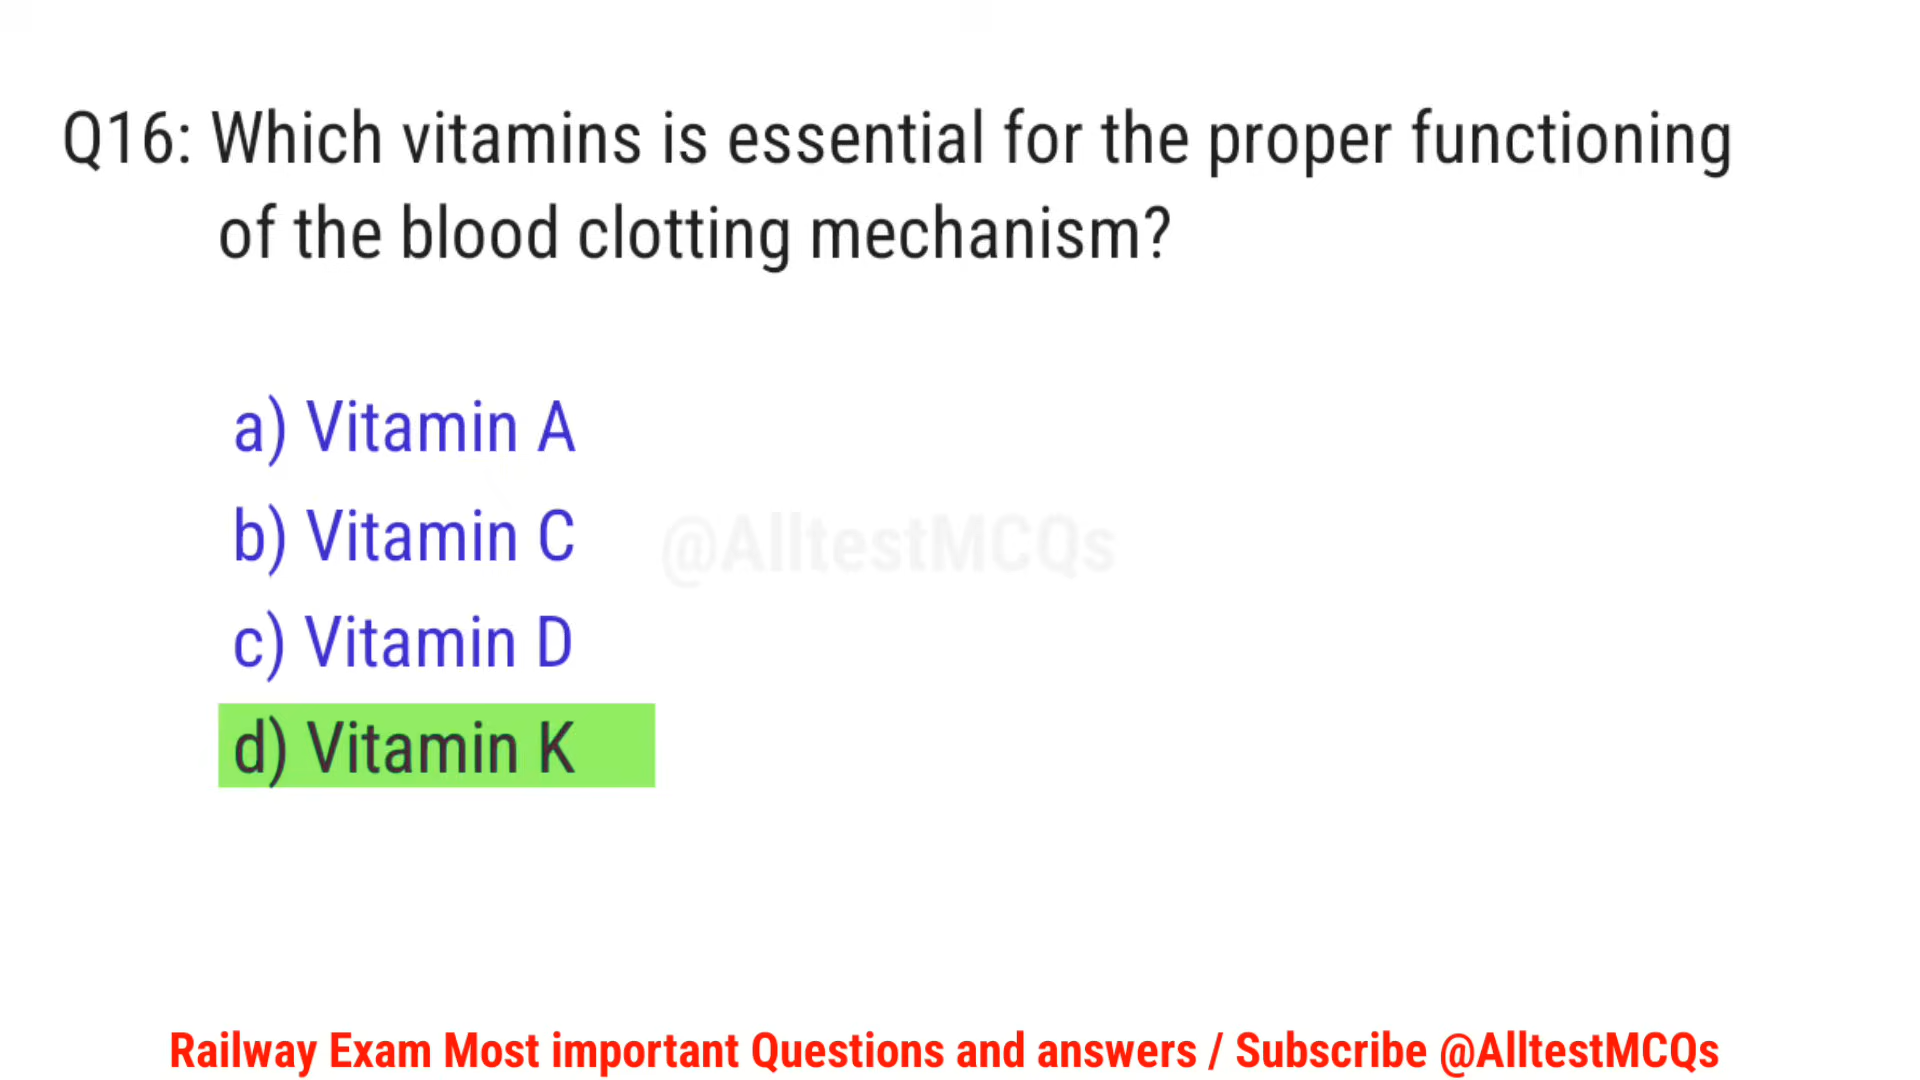 Q16: Which vitamins is essential for the proper functioning
of the blood clotting mechanism?
a) Vitamin A
b) Vitamin C
@AlltestMCQs
c) Vitamin D
d) Vitamin K
Railway Exam Most important Questions and answers / Subscribe @AlltestMCQs